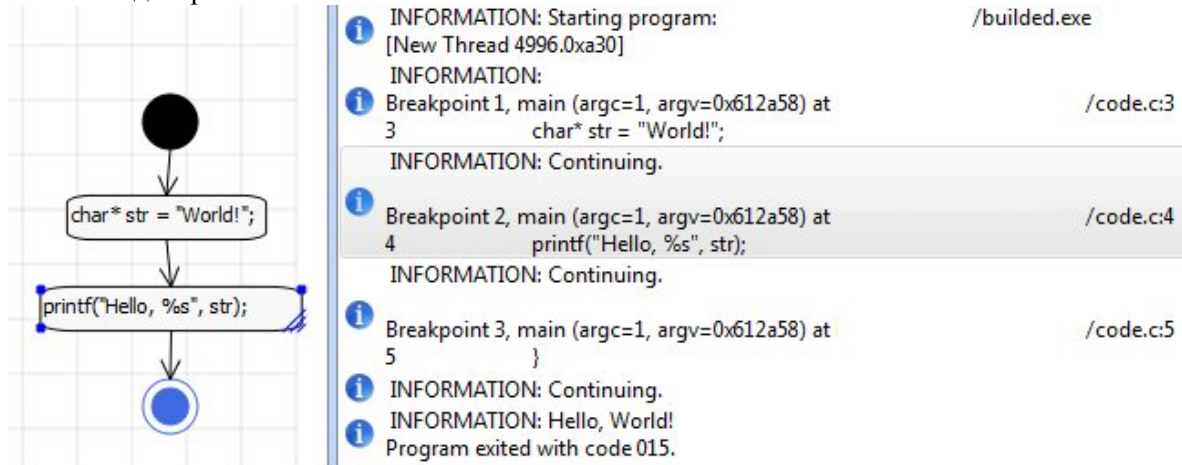 char* str = "World!";
printf("Hello, %s", str);
INFORMATION: Starting program: /builded.exe
[New Thread 4996.0xa30]
INFORMATION:
Breakpoint 1, main (argc=1, argv=0x612a58) at /code.c:3
3 char* str = "World!";
INFORMATION: Continuing.
Breakpoint 2, main (argc=1, argv=0x612a58) at /code.c:4
4 printf("Hello, %s", str);
INFORMATION: Continuing.
Breakpoint 3, main (argc=1, argv=0x612a58) at /code.c:5
5 }
INFORMATION: Continuing.
INFORMATION: Hello, World!
Program exited with code 015.